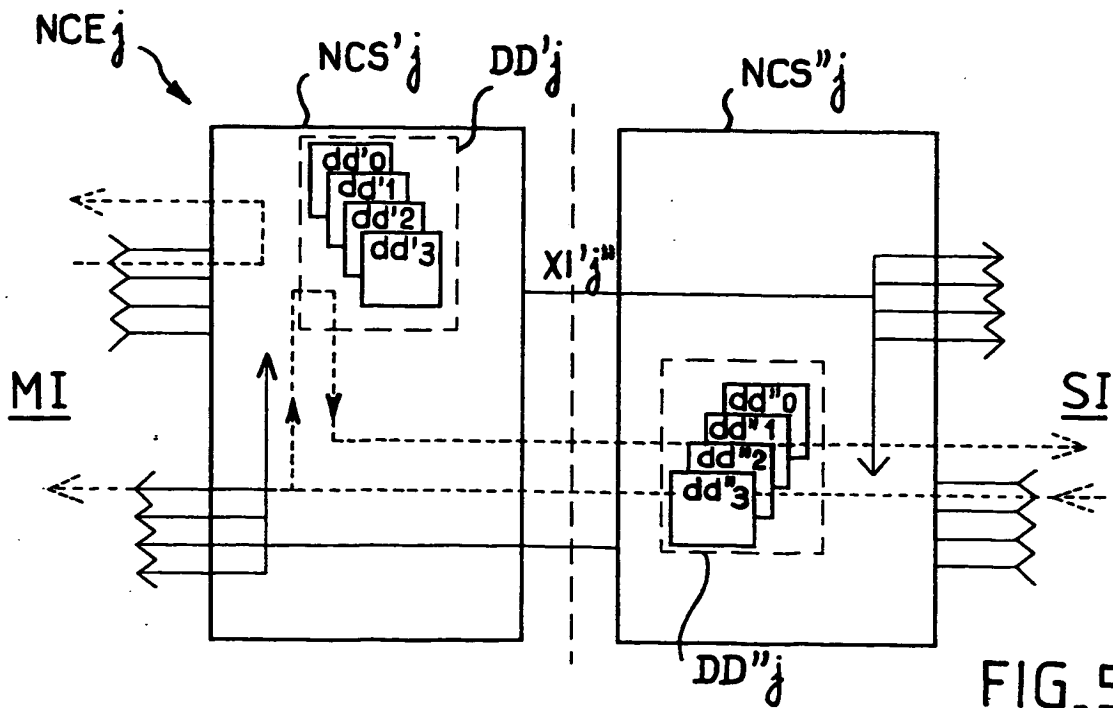 NCEj
NCS'j
DD'j
NCS"j
dd'0
dd'1
dd'2
dd'3
XI'j"
MI
SI
dd"0
dd"1
dd"2
dd"3
DD"j
FIG.5